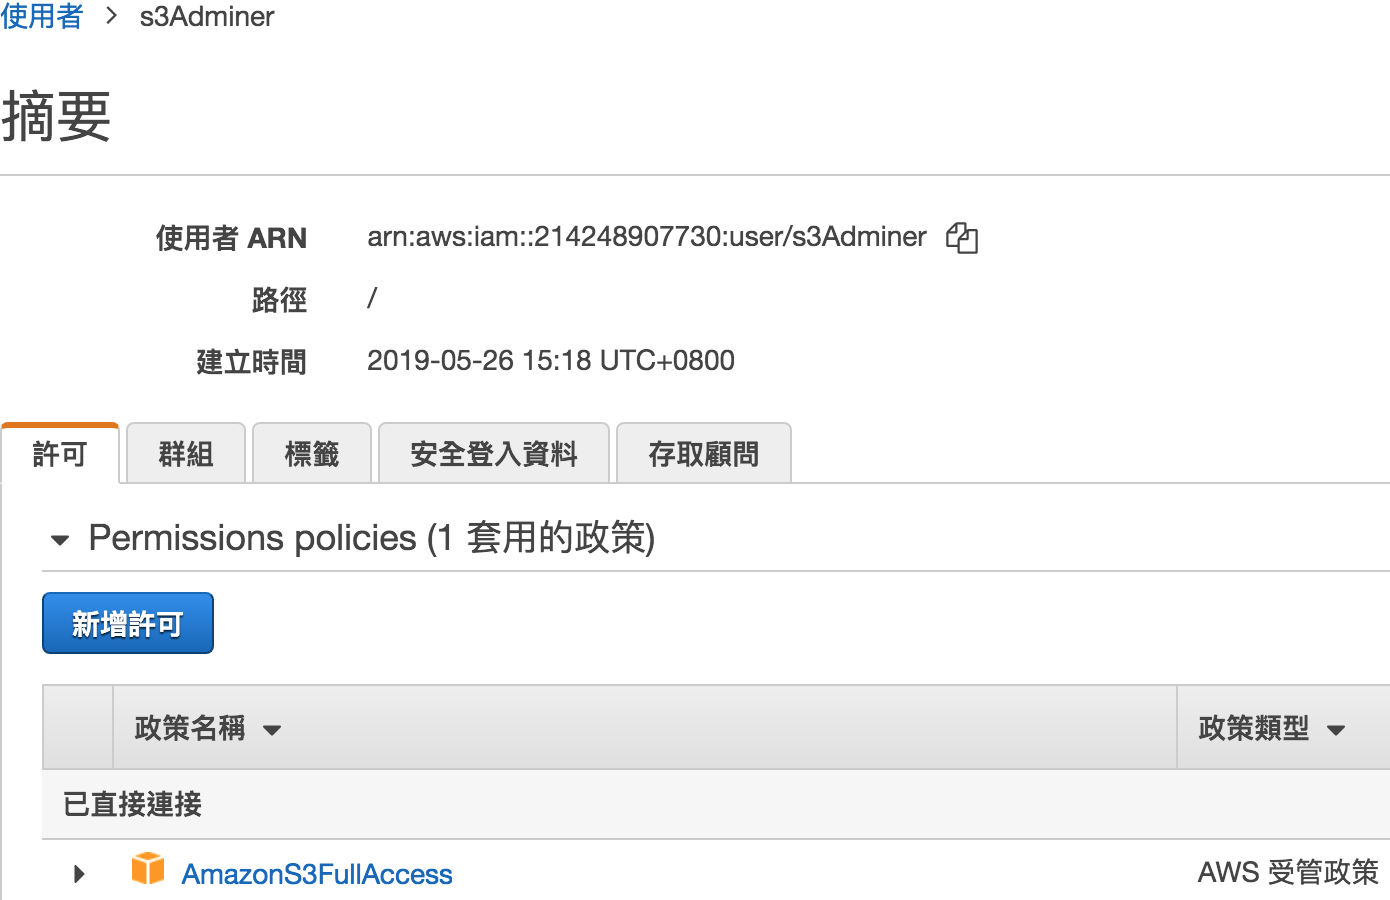 使用者 > s3Adminer
摘要
使用者 ARN arn:aws:iam::214248907730:user/s3Adminer
路徑 /
建立時間 2019-05-26 15:18 UTC+0800
許可 群組 標籤 安全登入資料 存取顧問
Permissions policies (1 套用的政策)
新增許可
政策名稱 政策類型
已直接連接
AmazonS3FullAccess AWS 受管政策